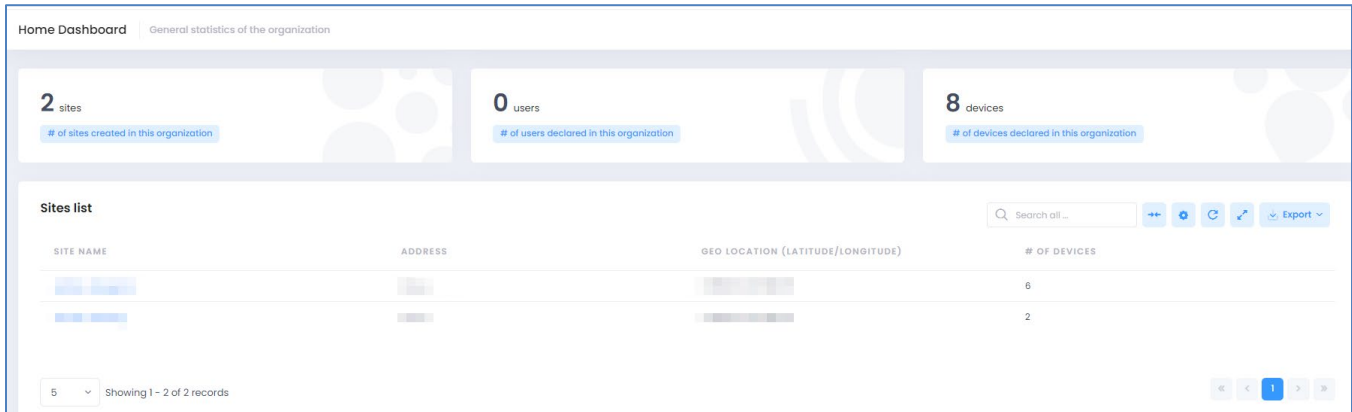 Home Dashboard General statistics of the organization
2 sites
# of sites created in this organization
0 users
# of users declared in this organization
8 devices
# of devices declared in this organization
Sites list
Search all ...
Export
SITE NAME ADDRESS GEO LOCATION (LATITUDE/LONGITUDE) # OF DEVICES
6
2
5 Showing 1 - 2 of 2 records
« < 1 > »